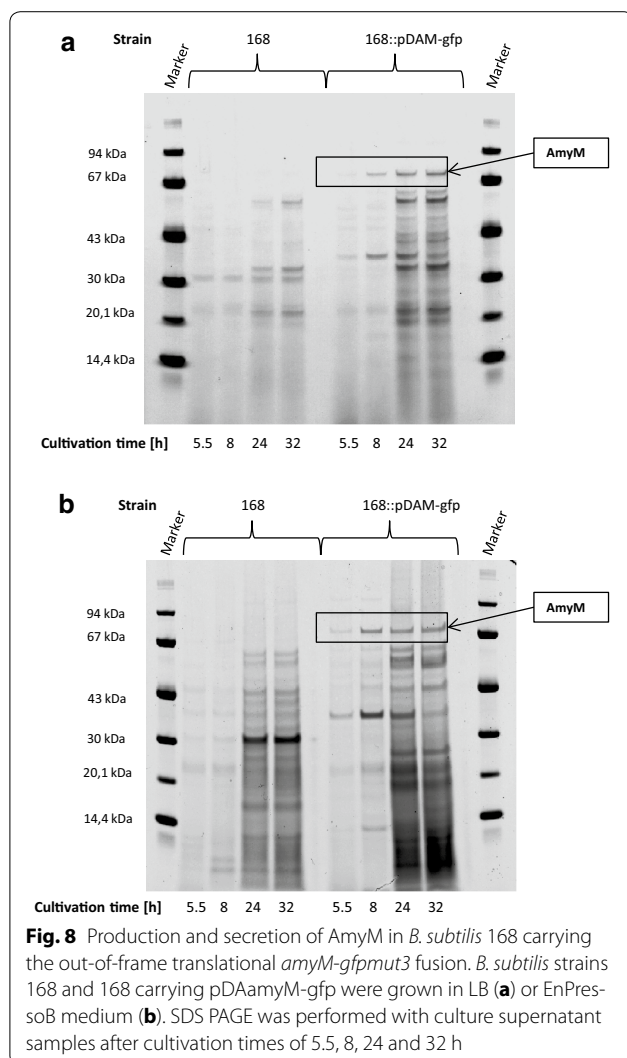 a
Strain 168 168::pDAM-gfp
Marker Marker
94 kDa
67 kDa
43 kDa
30 kDa
20,1 kDa
14,4 kDa
AmyM
Cultivation time [h] 5.5 8 24 32 5.5 8 24 32
b
Strain 168 168::pDAM-gfp
Marker Marker
94 kDa
67 kDa
43 kDa
30 kDa
20,1 kDa
14,4 kDa
AmyM
Cultivation time [h] 5.5 8 24 32 5.5 8 24 32
Fig. 8 Production and secretion of AmyM in B. subtilis 168 carrying
the out-of-frame translational amyM-gfpmut3 fusion. B. subtilis strains
168 and 168 carrying pDAamyM-gfp were grown in LB (a) or EnPres-
soB medium (b). SDS PAGE was performed with culture supernatant
samples after cultivation times of 5.5, 8, 24 and 32 h